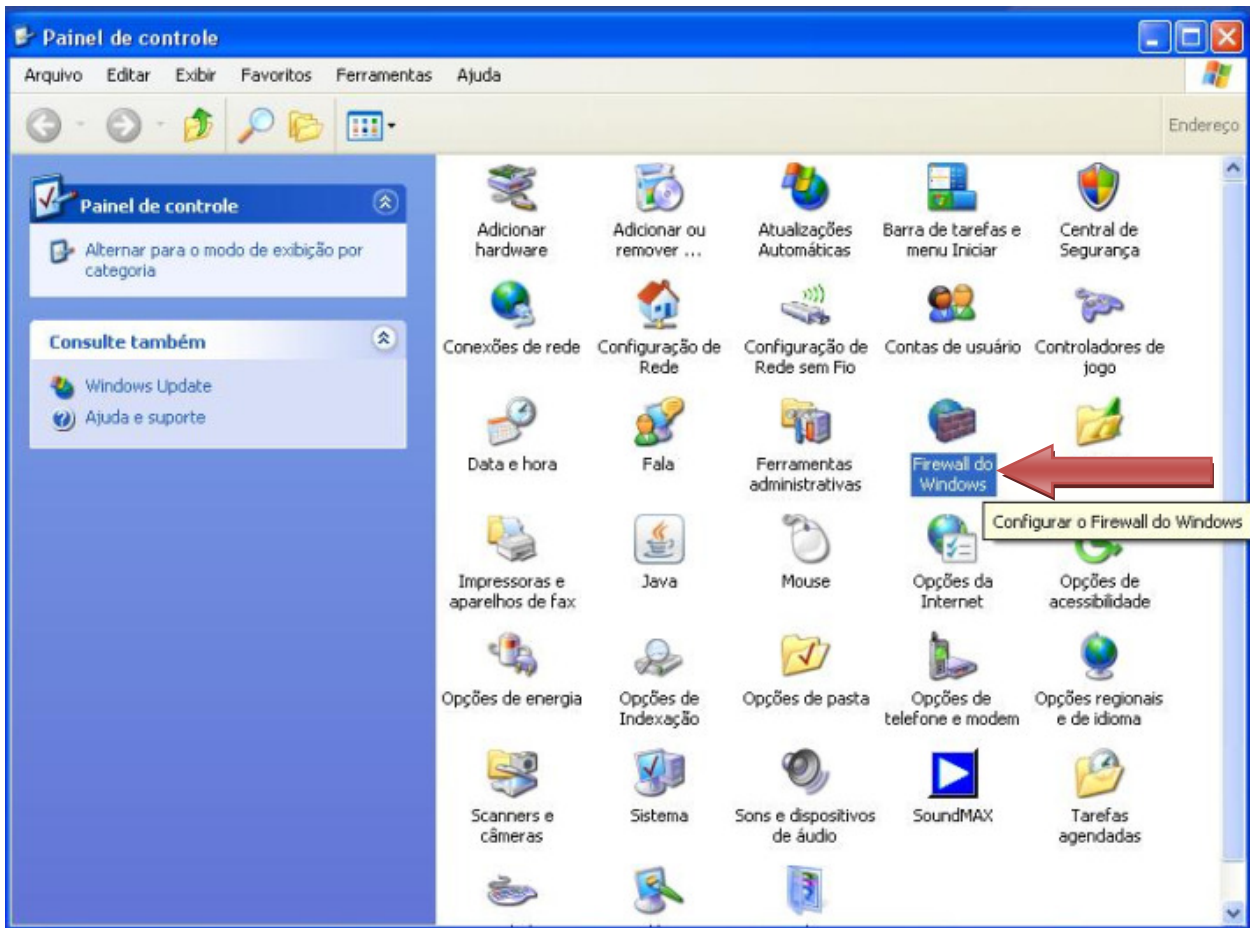 Painel de controle
Arquivo Editar Exibir Favoritos Ferramentas Ajuda
Endereço
Painel de controle
Alternar para o modo de exibição por
categoria
Consulte também
Windows Update
Ajuda e suporte
Adicionar
hardware
Adicionar ou
remover ...
Atualizações
Automáticas
Barra de tarefas e
menu Iniciar
Central de
Segurança
Conexões de rede
Configuração de
Rede
Configuração de
Rede sem Fio
Contas de usuário
Controladores de
jogo
Data e hora
Fala
Ferramentas
administrativas
Firewall do
Windows
Configurar o Firewall do Windows
Impressoras e
aparelhos de fax
Java
Mouse
Opções da
Internet
Opções de
acessibilidade
Opções de energia
Opções de
Indexação
Opções de pasta
Opções de
telefone e modem
Opções regionais
e de idioma
Scanners e
câmeras
Sistema
Sons e dispositivos
de áudio
SoundMAX
Tarefas
agendadas